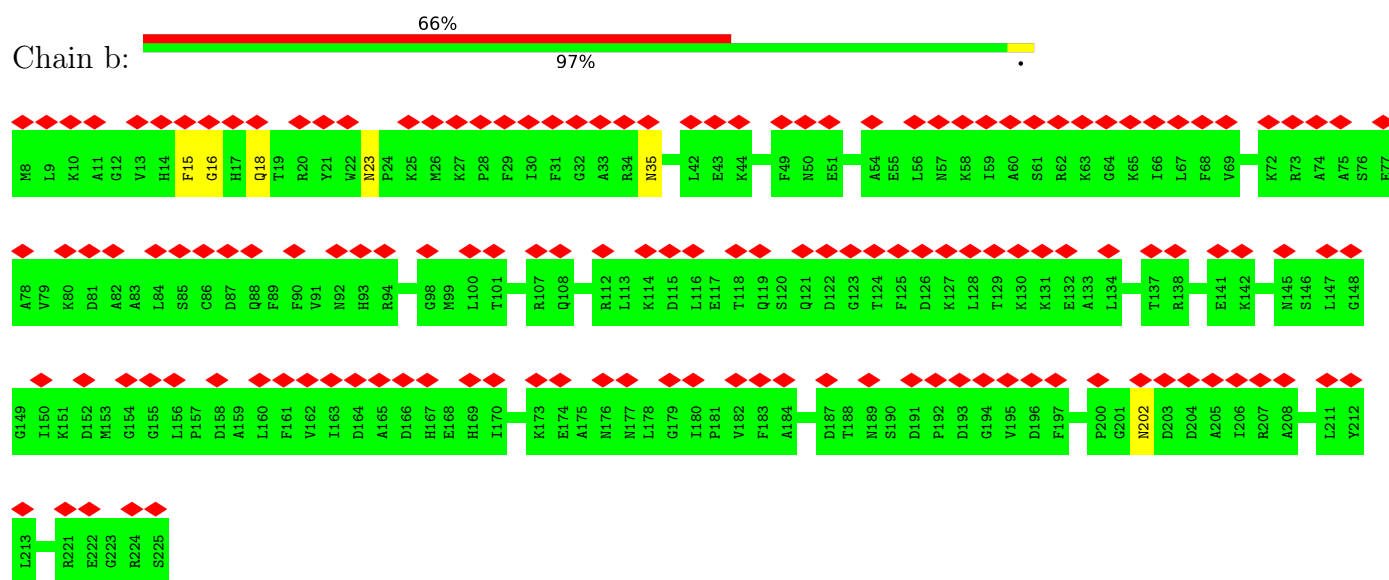 66%
Chain b:
97%
.
M8 L9 K10 A11 G12 V13 H14 F15 G16 H17 Q18 T19 R20 Y21 W22 N23 P24 K25 M26 K27 P28 F29 I30 F31 G32 A33 R34 N35 L42 E43 K44 F49 N50 E51 A54 E55 L56 N57 K58 I59 A60 S61 R62 K63 G64 K65 I66 L67 F68 V69 K72 R73 A74 A75 S76 E77
A78 V79 K80 D81 A82 A83 L84 S85 C86 D87 Q88 F89 F90 V91 N92 H93 R94 G98 M99 L100 T101 R107 Q108 R112 L113 K114 D115 L116 E117 T118 Q119 S120 Q121 D122 G123 T124 F125 D126 K127 L128 T129 K130 K131 E132 A133 L134 T137 R138 E141 K142 N145 S146 L147 G148
G149 I150 K151 D152 M153 G154 G155 L156 P157 D158 A159 L160 F161 V162 I163 D164 A165 D166 H167 E168 H169 I170 K173 E174 A175 N176 N177 L178 G179 I180 P181 V182 F183 A184 D187 T188 N189 S190 D191 P192 D193 G194 V195 D196 F197 P200 G201 N202 D203 D204 A205 I206 R207 A208 L211 Y212
L213 R221 E222 G223 R224 S225